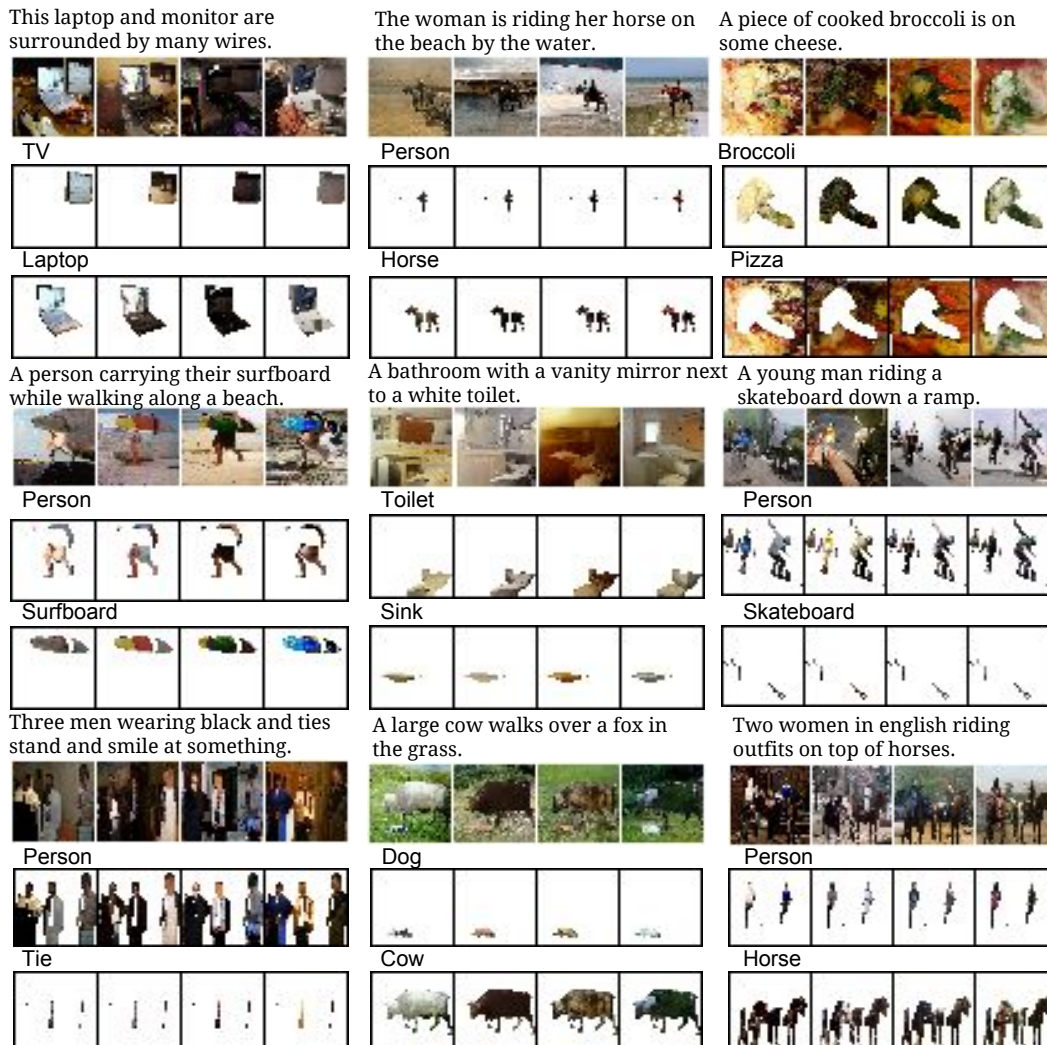 This laptop and monitor are
surrounded by many wires.
TV
Laptop
The woman is riding her horse on
the beach by the water.
Person
Horse
A piece of cooked broccoli is on
some cheese.
Broccoli
Pizza
A person carrying their surfboard
while walking along a beach.
Person
Surfboard
A bathroom with a vanity mirror next
to a white toilet.
Toilet
Sink
A young man riding a
skateboard down a ramp.
Person
Skateboard
Three men wearing black and ties
stand and smile at something.
Person
Tie
A large cow walks over a fox in
the grass.
Dog
Cow
Two women in english riding
outfits on top of horses.
Person
Horse